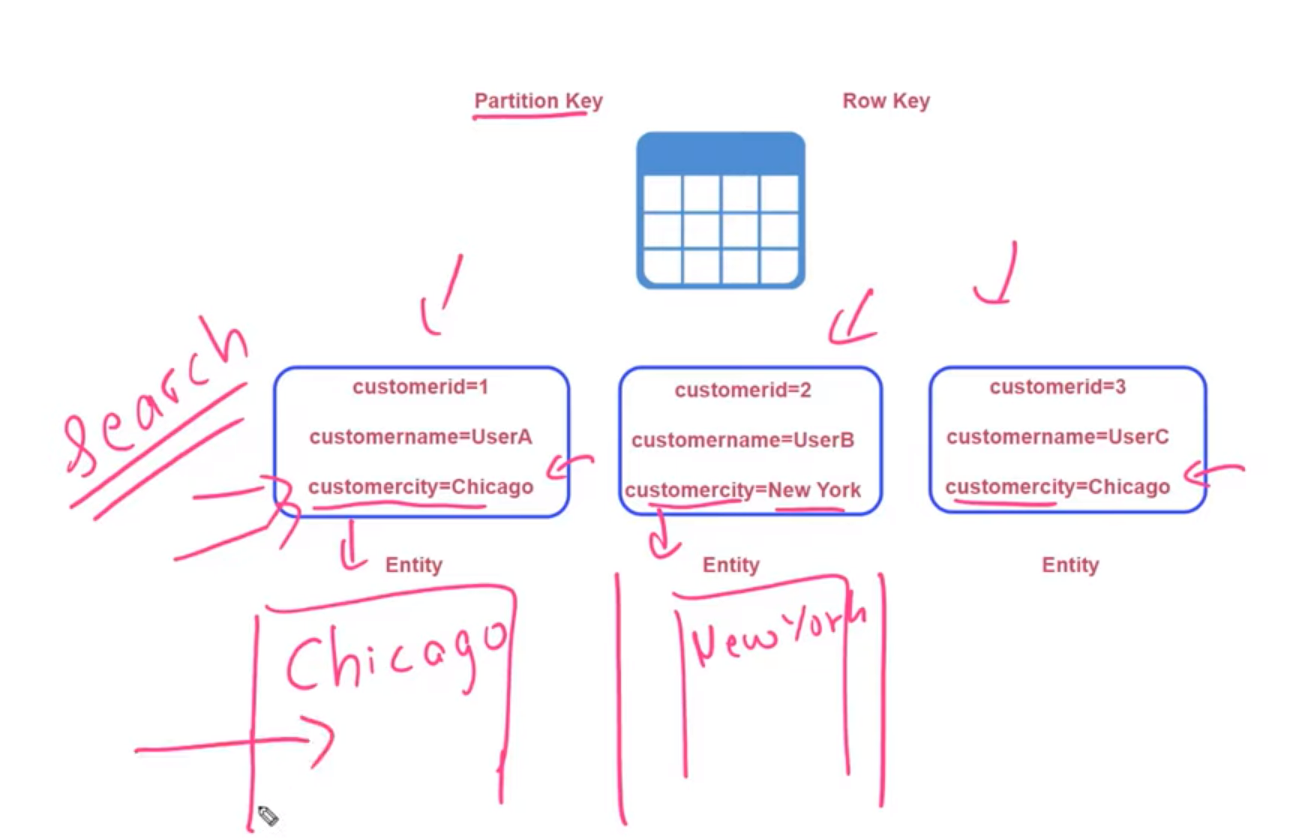 Partition Key
Row Key
Search
customerid=1
customername=UserA
customercity=Chicago
Entity
customerid=2
customername=UserB
customercity=New York
Entity
customerid=3
customername=UserC
customercity=Chicago
Entity
Chicago
New York